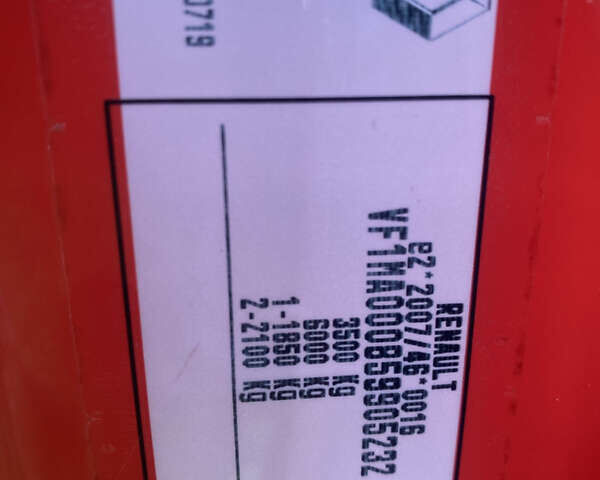 0719
RENAULT
e2*2007/46*0016
VF1MA000859905232
3500 Kg
6000 Kg
1-1850 Kg
2-2100 Kg